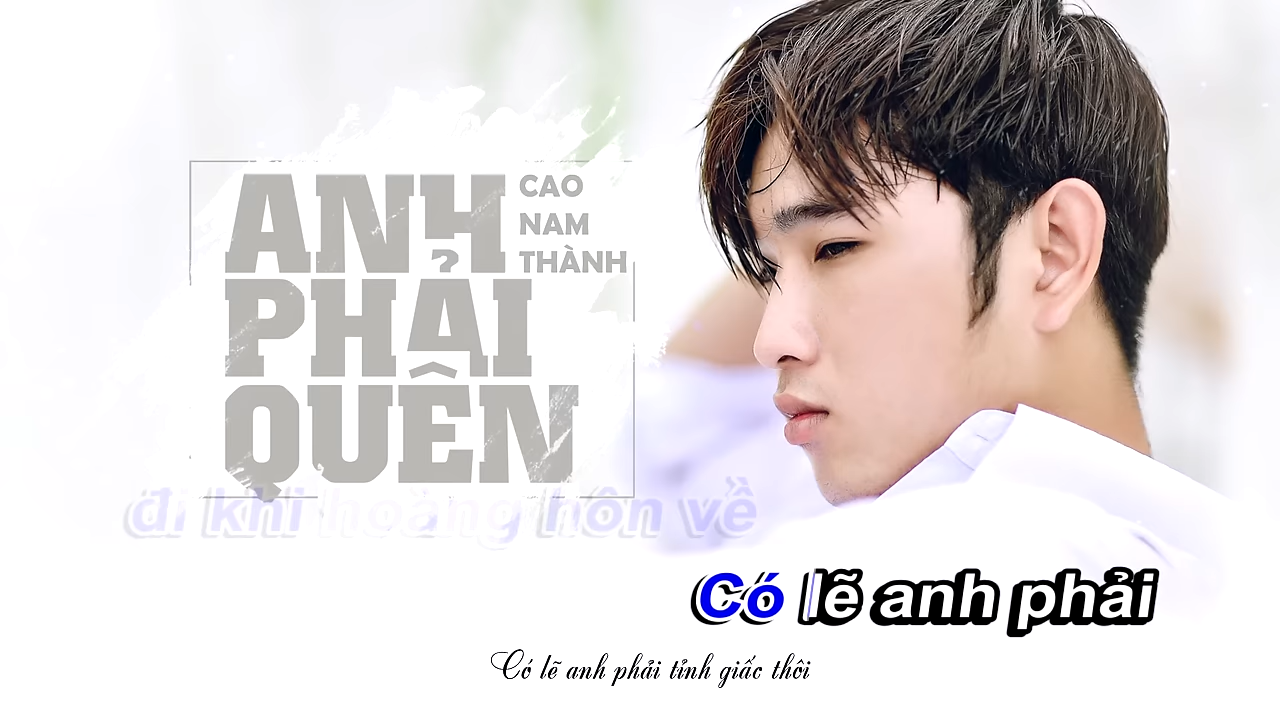 ANH
PHẢI
QUÊN
CAO
NAM
THÀNH
đi khi hoàng hôn về
Có lẽ anh phải
Có lẽ anh phải tỉnh giấc thôi